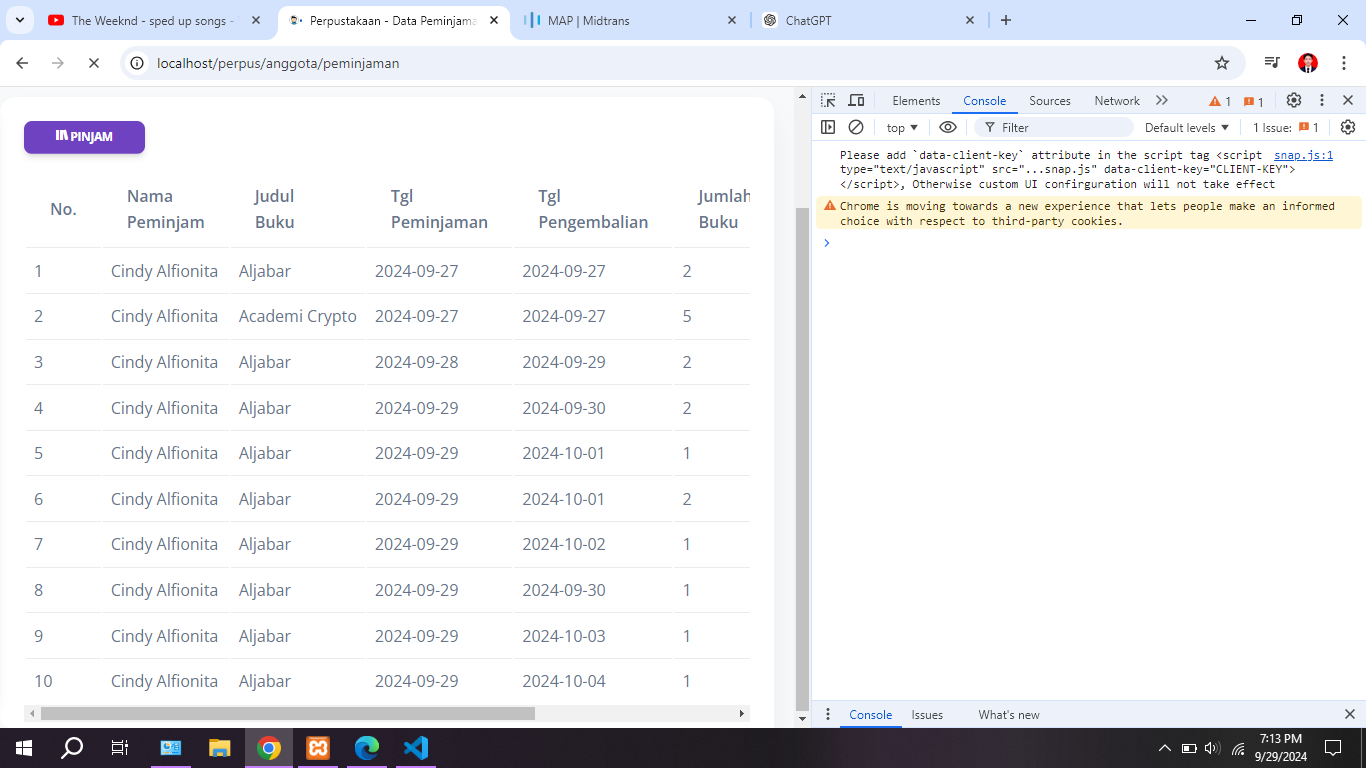 The Weeknd - sped up songs -
Perpustakaan - Data Peminjama
MAP | Midtrans
ChatGPT
localhost/perpus/anggota/peminjaman
PINJAM
No. Nama Peminjam Judul Buku Tgl Peminjaman Tgl Pengembalian Jumlah Buku
1 Cindy Alfionita Aljabar 2024-09-27 2024-09-27 2
2 Cindy Alfionita Academi Crypto 2024-09-27 2024-09-27 5
3 Cindy Alfionita Aljabar 2024-09-28 2024-09-29 2
4 Cindy Alfionita Aljabar 2024-09-29 2024-09-30 2
5 Cindy Alfionita Aljabar 2024-09-29 2024-10-01 1
6 Cindy Alfionita Aljabar 2024-09-29 2024-10-01 2
7 Cindy Alfionita Aljabar 2024-09-29 2024-10-02 1
8 Cindy Alfionita Aljabar 2024-09-29 2024-09-30 1
9 Cindy Alfionita Aljabar 2024-09-29 2024-10-03 1
10 Cindy Alfionita Aljabar 2024-09-29 2024-10-04 1
Elements Console Sources Network 1 1
top Filter Default levels 1 Issue: 1
Please add `data-client-key` attribute in the script tag <script snap.js:1
type="text/javascript" src="...snap.js" data-client-key="CLIENT-KEY">
</script>, Otherwise custom UI confirguration will not take effect
Chrome is moving towards a new experience that lets people make an informed
choice with respect to third-party cookies.
Console Issues What's new
7:13 PM
9/29/2024